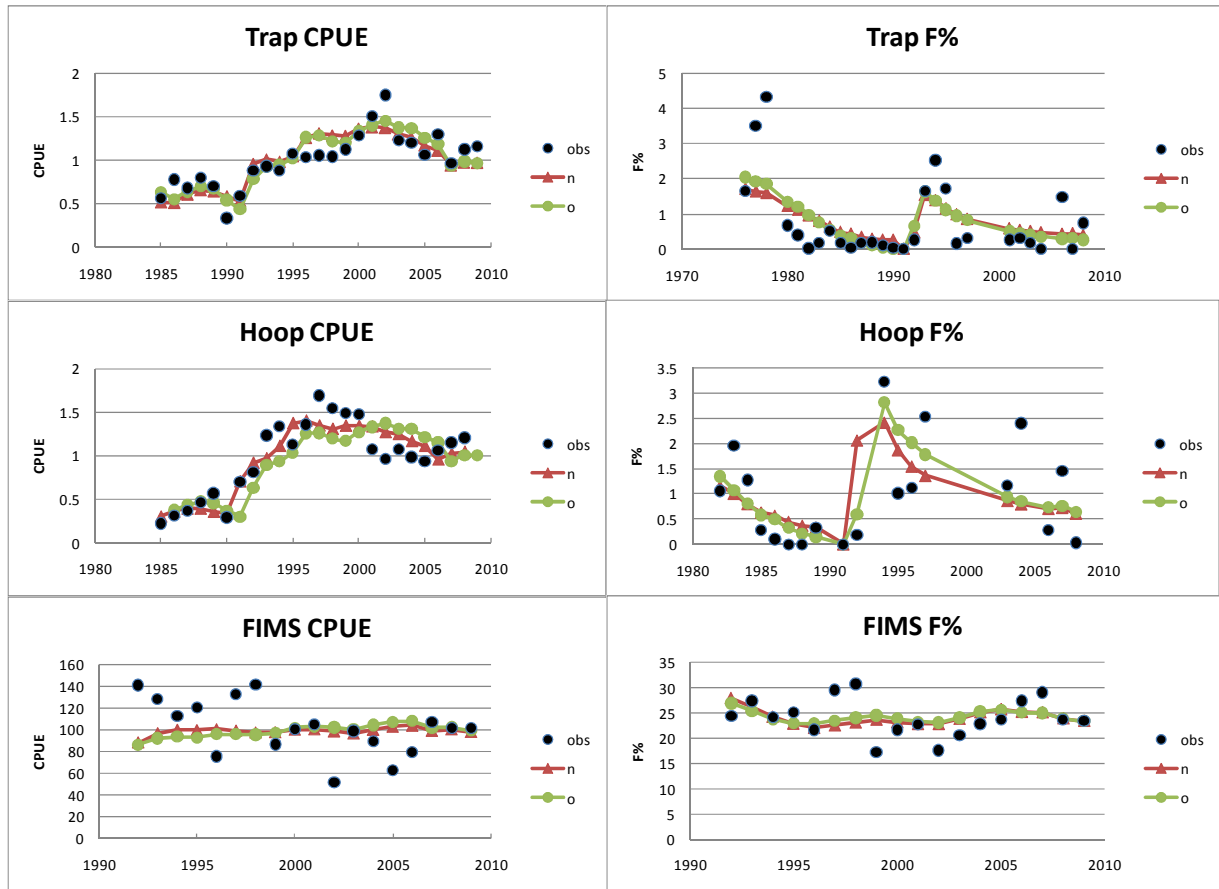 Trap CPUE
2
1.5
1
0.5
0
CPUE
1980 1985 1990 1995 2000 2005 2010
obs
n
o
Trap F%
5
4
3
2
1
0
F%
1970 1980 1990 2000 2010
obs
n
o
Hoop CPUE
2
1.5
1
0.5
0
CPUE
1980 1985 1990 1995 2000 2005 2010
obs
n
o
Hoop F%
3.5
3
2.5
2
1.5
1
0.5
0
F%
1980 1985 1990 1995 2000 2005 2010
obs
n
o
FIMS CPUE
160
140
120
100
80
60
40
20
0
CPUE
1990 1995 2000 2005 2010
obs
n
o
FIMS F%
35
30
25
20
15
10
5
0
F%
1990 1995 2000 2005 2010
obs
n
o